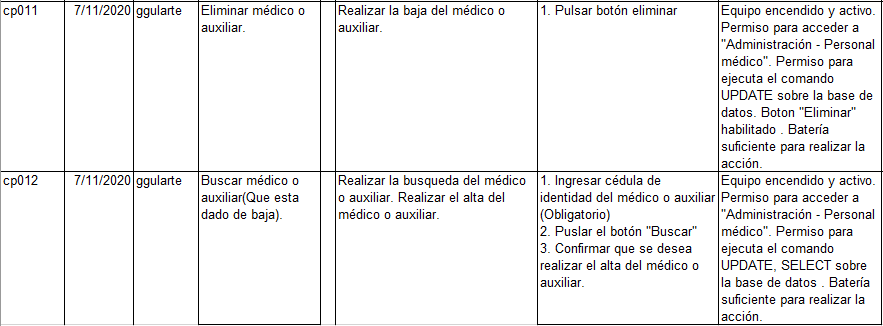 cp011
7/11/2020
ggularte
Eliminar médico o
auxiliar.
Realizar la baja del médico o
auxiliar.
1. Pulsar botón eliminar
Equipo encendido y activo.
Permiso para acceder a
"Administración - Personal
médico". Permiso para
ejecuta el comando
UPDATE sobre la base de
datos. Boton "Eliminar"
habilitado . Batería
suficiente para realizar la
acción.
cp012
7/11/2020
ggularte
Buscar médico o
auxiliar(Que esta
dado de baja).
Realizar la busqueda del médico
o auxiliar. Realizar el alta del
médico o auxiliar.
1. Ingresar cédula de
identidad del médico o auxiliar
(Obligatorio)
2. Puslar el botón "Buscar"
3. Confirmar que se desea
realizar el alta del médico o
auxiliar.
Equipo encendido y activo.
Permiso para acceder a
"Administración - Personal
médico". Permiso para
ejecuta el comando
UPDATE, SELECT sobre
la base de datos . Batería
suficiente para realizar la
acción.